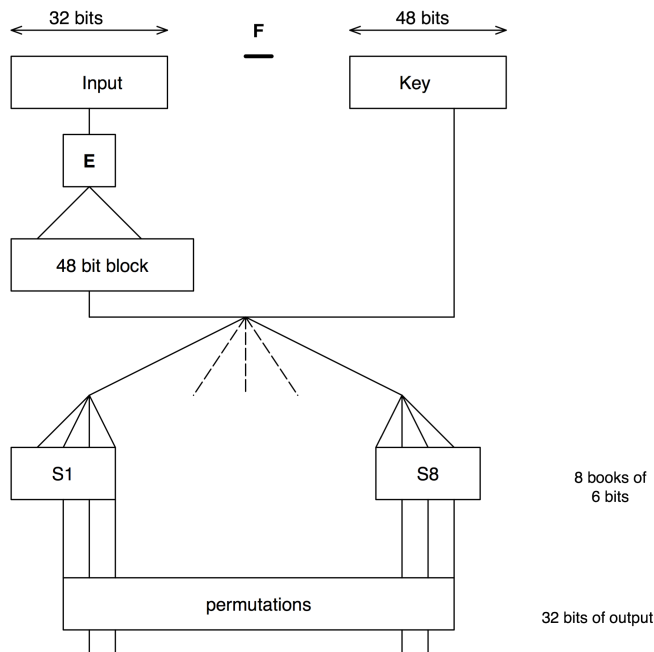 32 bits
F
48 bits
Input
Key
E
48 bit block
S1
S8
8 books of
6 bits
permutations
32 bits of output